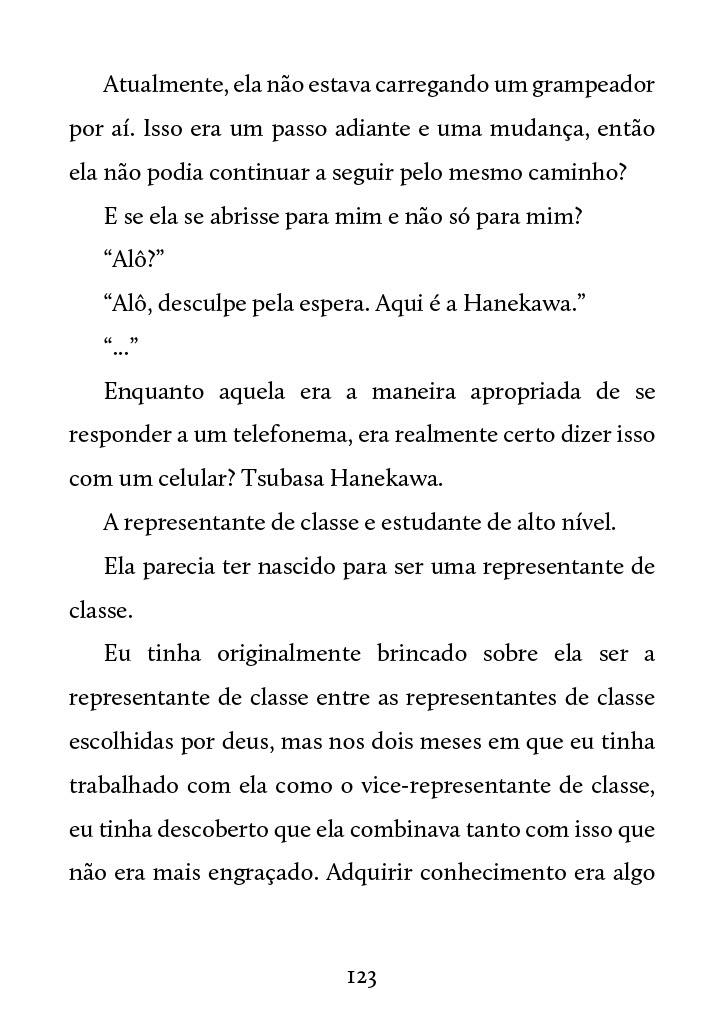 Atualmente, ela não estava carregando um grampeador
por aí. Isso era um passo adiante e uma mudança, então
ela não podia continuar a seguir pelo mesmo caminho?
E se ela se abrisse para mim e não só para mim?
“Alô?”
“Alô, desculpe pela espera. Aqui é a Hanekawa.”
“...”
Enquanto aquela era a maneira apropriada de se
responder a um telefonema, era realmente certo dizer isso
com um celular? Tsubasa Hanekawa.
A representante de classe e estudante de alto nível.
Ela parecia ter nascido para ser uma representante de
classe.
Eu tinha originalmente brincado sobre ela ser a
representante de classe entre as representantes de classe
escolhidas por deus, mas nos dois meses em que eu tinha
trabalhado com ela como o vice-representante de classe,
eu tinha descoberto que ela combinava tanto com isso que
não era mais engraçado. Adquirir conhecimento era algo
123